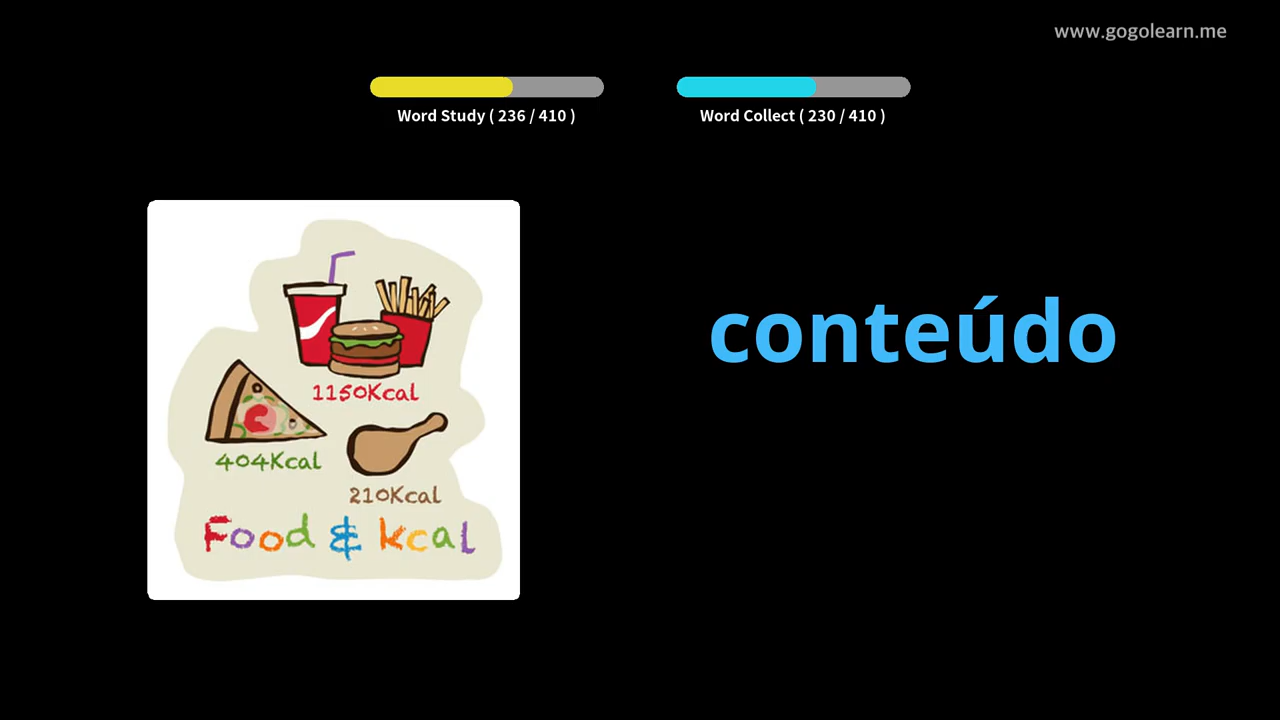 www.gogolearn.me
Word Study ( 236 / 410 )
Word Collect ( 230 / 410 )
1150Kcal
404Kcal
210Kcal
Food & kcal
conteúdo